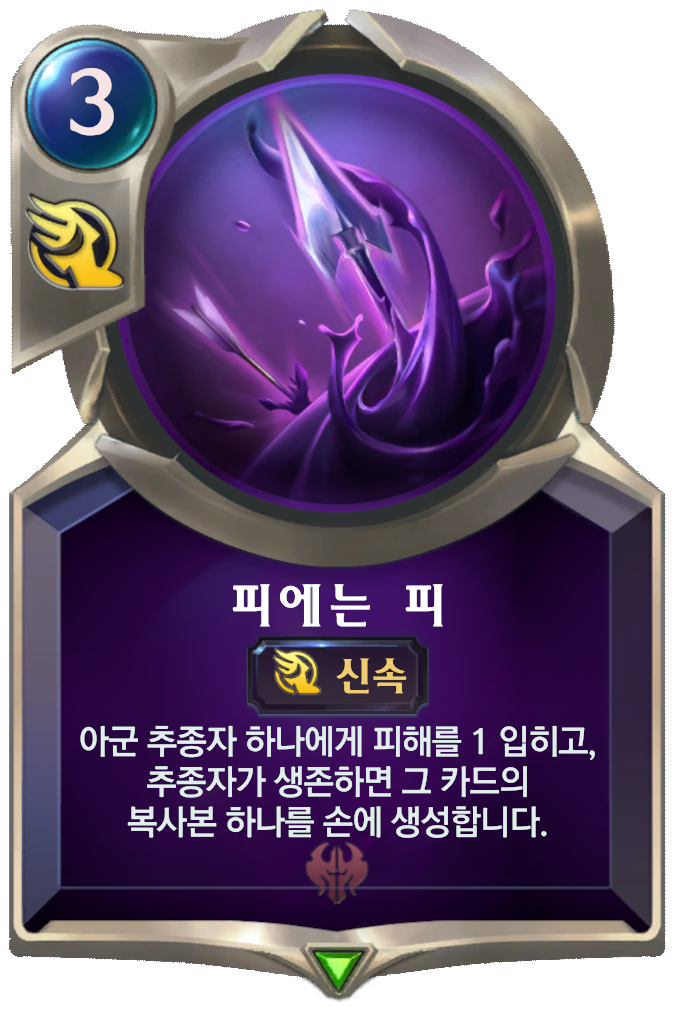 3
피에는 피
신속
아군 추종자 하나에게 피해를 1 입히고,
추종자가 생존하면 그 카드의
복사본 하나를 손에 생성합니다.